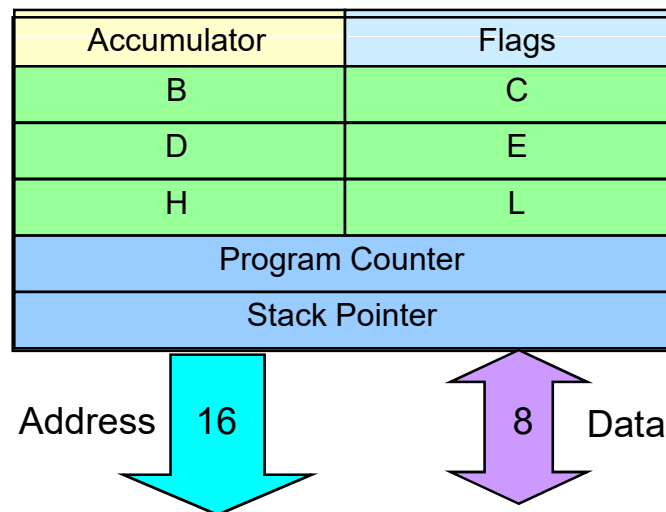 Accumulator Flags
B C
D E
H L
Program Counter
Stack Pointer
Address 16 8 Data